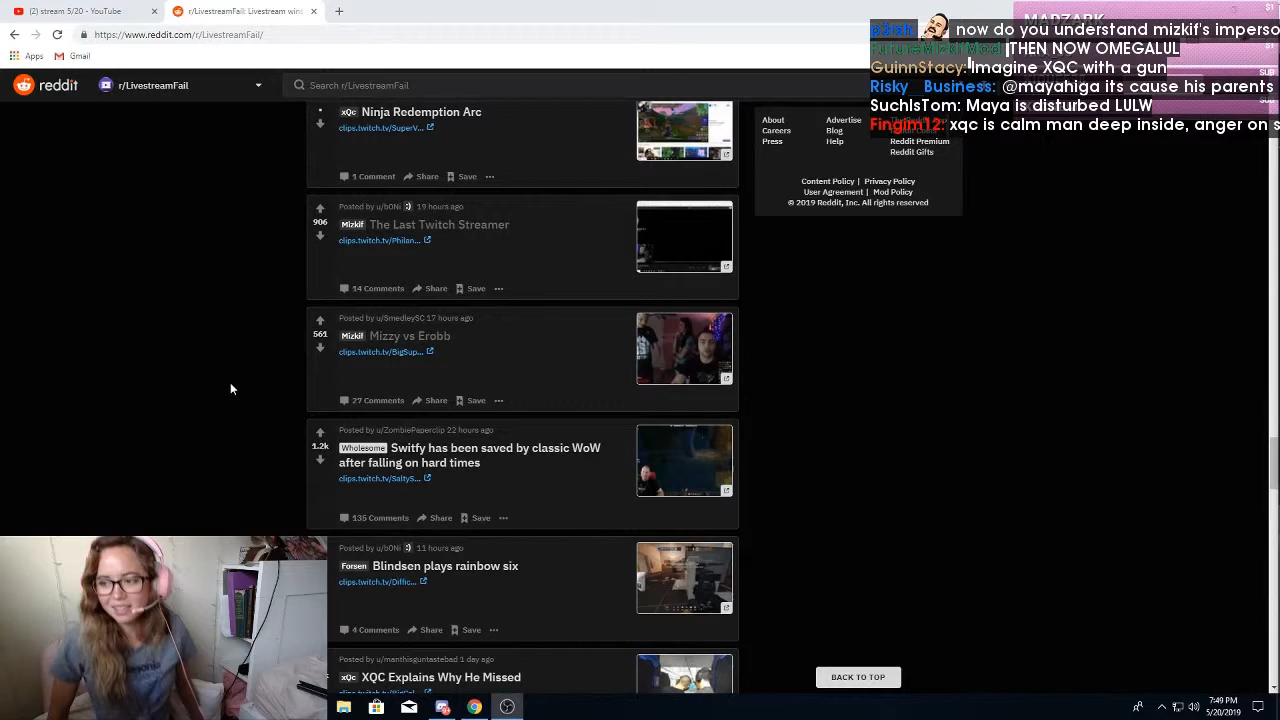 (2) stream 5/20 - YouTube
r/LivestreamFail: Livestream wins
https://www.reddit.com/r/LivestreamFail/
Apps
Gmail
reddit
r/LivestreamFail
Search r/LivestreamFail
now do you understand mizkif's imperso
FutureMizkifMod: THEN NOW OMEGALUL
GuinnStacy: Imagine XQC with a gun
Risky__Business: @mayahiga its cause his parents
SuchIsTom: Maya is disturbed LULW
Fingim12: xqc is calm man deep inside, anger on s
$1
$1
SUB
SUB
xQc Ninja Redemption Arc
clips.twitch.tv/SuperV...
1 Comment Share Save
About Advertise
Careers Blog
Press Help Reddit Premium
Reddit Gifts
Content Policy | Privacy Policy
User Agreement | Mod Policy
© 2019 Reddit, Inc. All rights reserved
Posted by u/b0Ni :) 19 hours ago
906
Mizkif The Last Twitch Streamer
clips.twitch.tv/Philan...
14 Comments Share Save
Posted by u/SmedleySC 17 hours ago
561
Mizkif Mizzy vs Erobb
clips.twitch.tv/BigSup...
27 Comments Share Save
Posted by u/ZombiePaperclip 22 hours ago
1.2k
Wholesome Switfy has been saved by classic WoW
after falling on hard times
clips.twitch.tv/SaltyS...
135 Comments Share Save
Posted by u/b0Ni :) 11 hours ago
Forsen Blindsen plays rainbow six
clips.twitch.tv/Diffic...
4 Comments Share Save
Posted by u/manthisguntastebad 1 day ago
xQc XQC Explains Why He Missed
BACK TO TOP
7:49 PM
5/20/2019